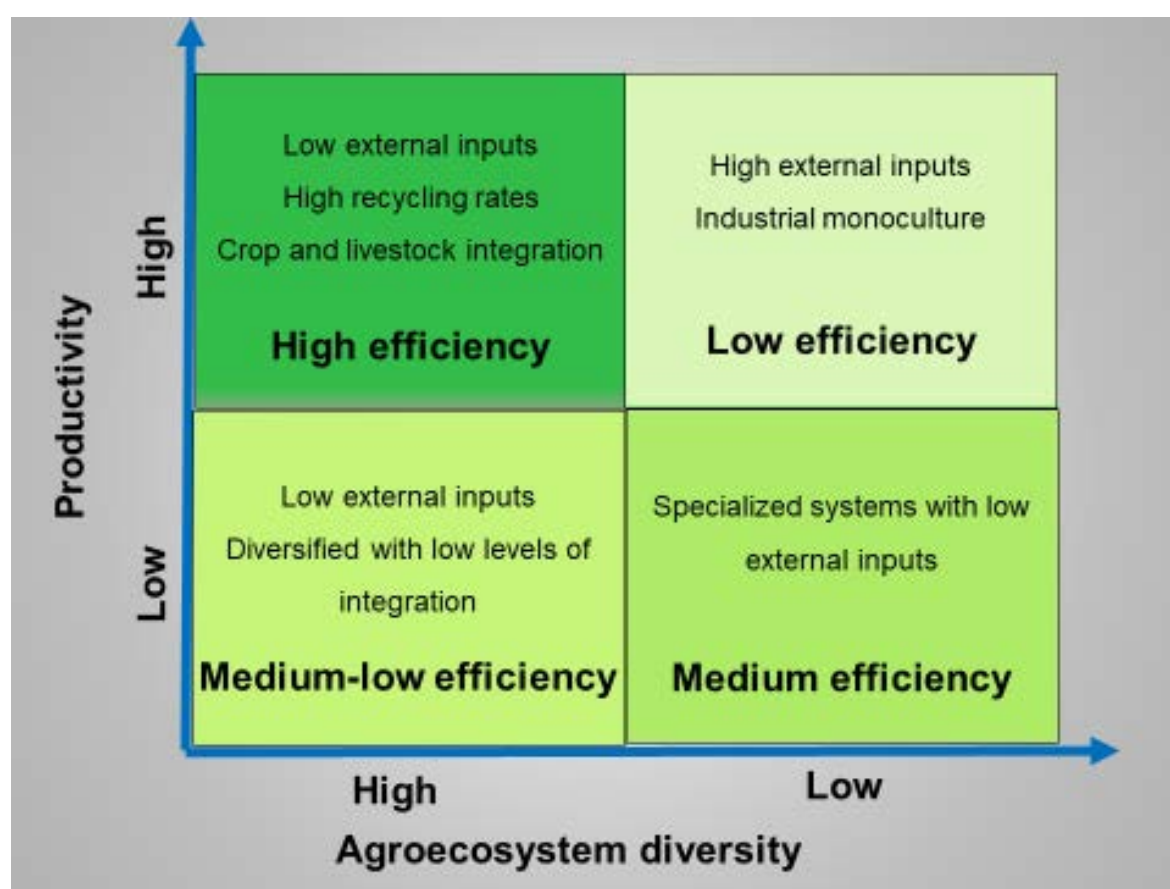 Productivity
High
Low
Low external inputs
High recycling rates
Crop and livestock integration
High efficiency
High external inputs
Industrial monoculture
Low efficiency
Low external inputs
Diversified with low levels of
integration
Medium-low efficiency
Specialized systems with low
external inputs
Medium efficiency
High
Low
Agroecosystem diversity